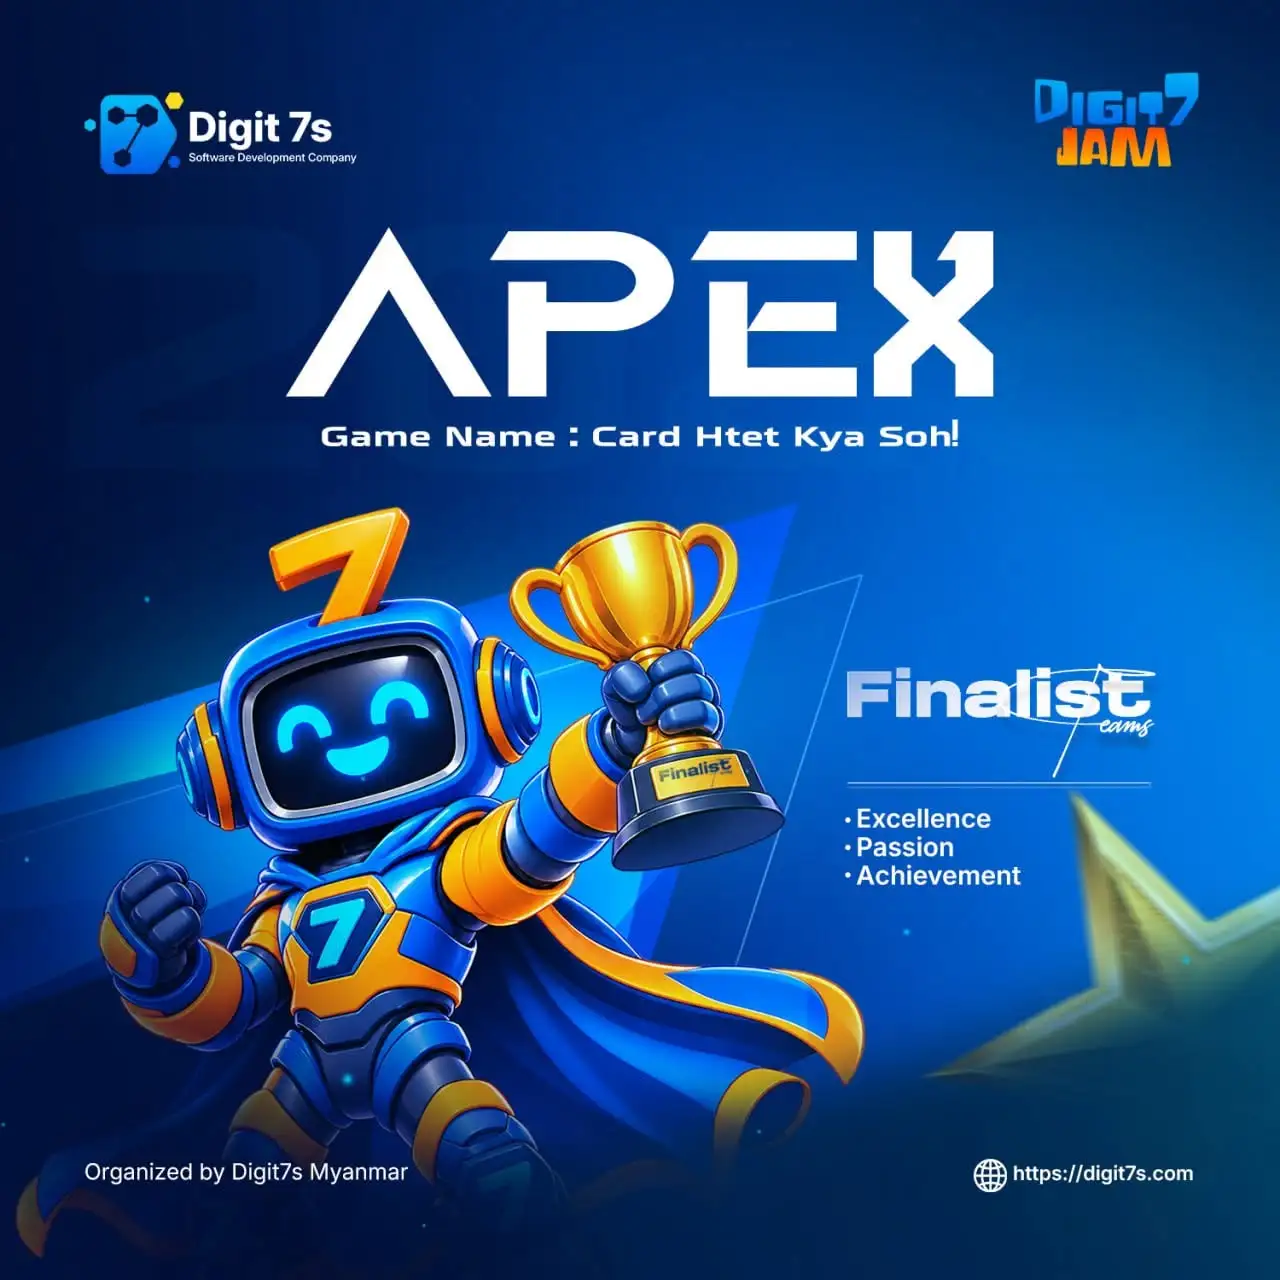 Digit 7s
Software Development Company
DIGIT7
JAM
APEX
Game Name : Card Htet Kya Soh!
7
Finalist
Teams
Finalist
• Excellence
• Passion
• Achievement
7
Organized by Digit7s Myanmar
https://digit7s.com